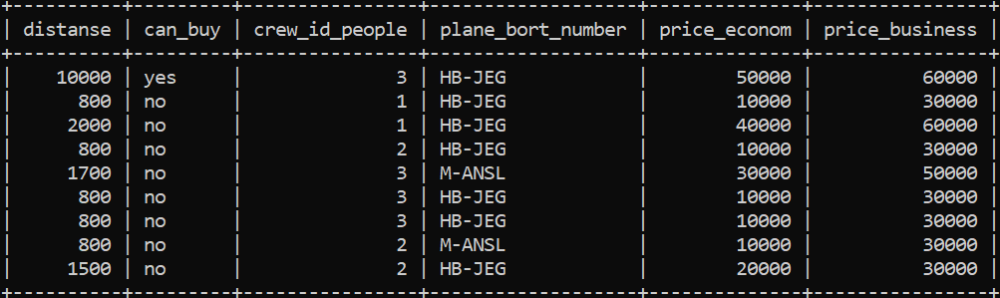 | distanse | can_buy | crew_id_people | plane_bort_number | price_econom | price_business |
| 10000 | yes | 3 | HB-JEG | 50000 | 60000 |
| 800 | no | 1 | HB-JEG | 10000 | 30000 |
| 2000 | no | 1 | HB-JEG | 40000 | 60000 |
| 800 | no | 2 | HB-JEG | 10000 | 30000 |
| 1700 | no | 3 | M-ANSL | 30000 | 50000 |
| 800 | no | 3 | HB-JEG | 10000 | 30000 |
| 800 | no | 3 | HB-JEG | 10000 | 30000 |
| 800 | no | 2 | M-ANSL | 10000 | 30000 |
| 1500 | no | 2 | HB-JEG | 20000 | 30000 |